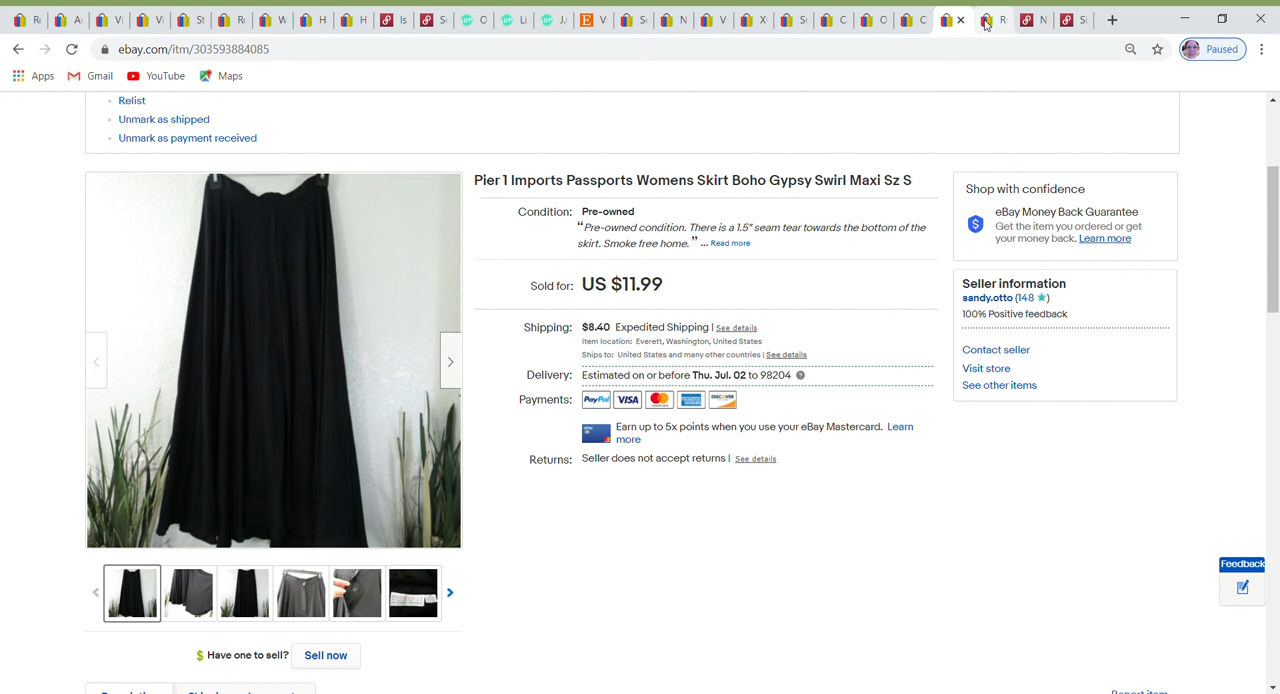 Vi
Vi
St
W
H
H
Is
Li
V
N
V
ebay.com/itm/303593884085
Paused
Apps
Gmail
YouTube
Maps
Relist
Unmark as shipped
Unmark as payment received
Pier 1 Imports Passports Womens Skirt Boho Gypsy Swirl Maxi Sz S
Condition: Pre-owned
“Pre-owned condition. There is a 1.5" seam tear towards the bottom of the
skirt. Smoke free home.” ... Read more
Sold for: US $11.99
Shipping: $8.40 Expedited Shipping | See details
Item location: Everett, Washington, United States
Ships to: United States and many other countries | See details
Delivery: Estimated on or before Thu. Jul. 02 to 98204
Payments: PayPal VISA
Earn up to 5x points when you use your eBay Mastercard. Learn
more
Returns: Seller does not accept returns | See details
Shop with confidence
eBay Money Back Guarantee
Get the item you ordered or get
your money back. Learn more
Seller information
sandy.otto (148 ★)
100% Positive feedback
Contact seller
Visit store
See other items
Feedback
Have one to sell? Sell now